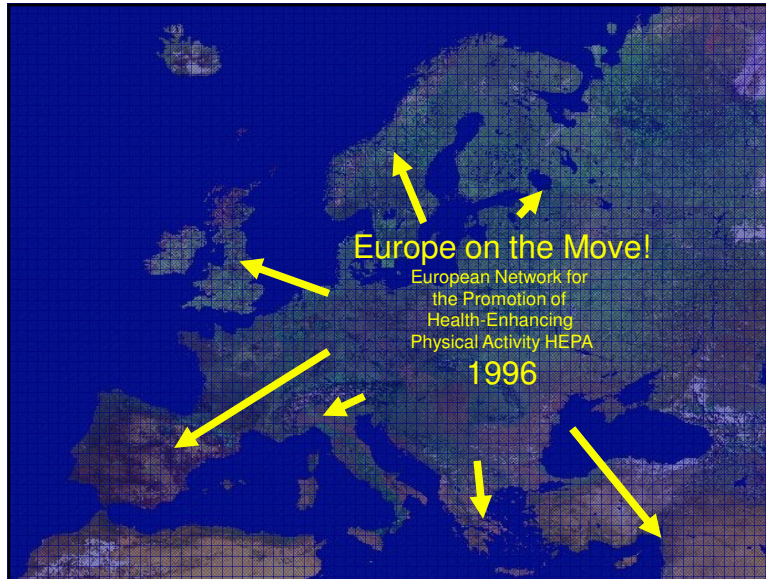 Europe on the Move!
European Network for
the Promotion of
Health-Enhancing
Physical Activity HEPA
1996